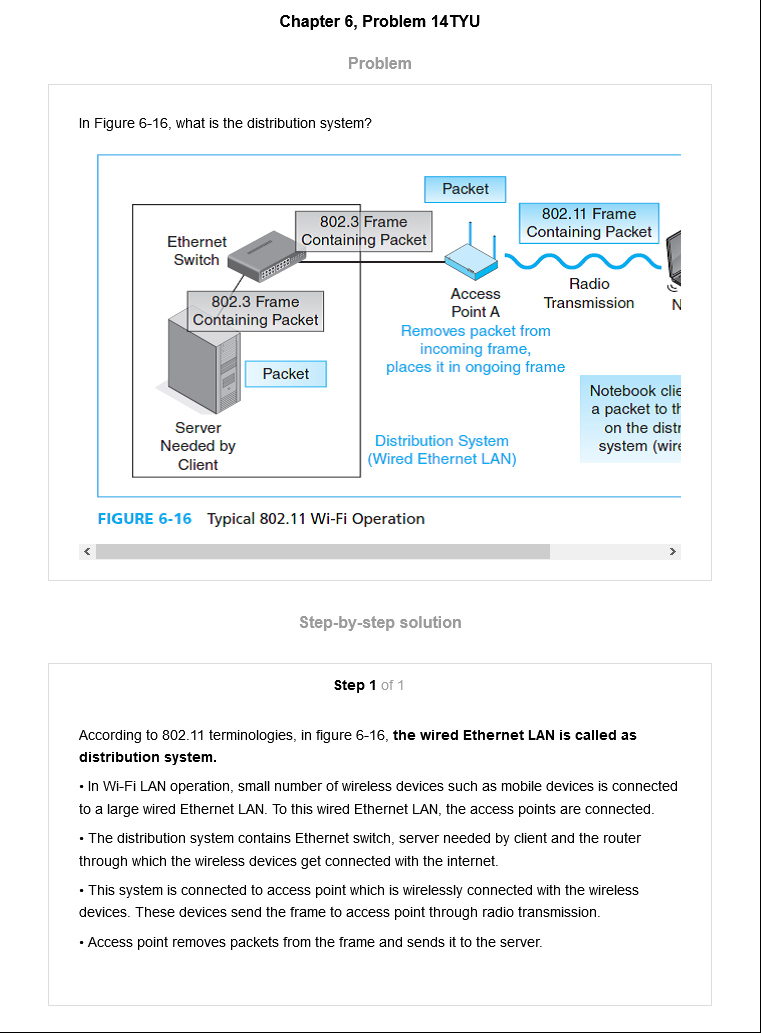 Chapter 6, Problem 14TYU
Problem
In Figure 6-16, what is the distribution system?
Packet
802.3 Frame
Containing Packet
802.11 Frame
Containing Packet
Ethernet
Switch
Radio
Transmission
Access
Point A
N
802.3 Frame
Containing Packet
Removes packet from
incoming frame,
places it in ongoing frame
Packet
Notebook clie
a packet to th
on the distr
system (wire
Server
Needed by
Client
Distribution System
(Wired Ethernet LAN)
FIGURE 6-16 Typical 802.11 Wi-Fi Operation
Step-by-step solution
Step 1 of 1
According to 802.11 terminologies, in figure 6-16, the wired Ethernet LAN is called as
distribution system.
• In Wi-Fi LAN operation, small number of wireless devices such as mobile devices is connected
to a large wired Ethernet LAN. To this wired Ethernet LAN, the access points are connected.
• The distribution system contains Ethernet switch, server needed by client and the router
through which the wireless devices get connected with the internet.
• This system is connected to access point which is wirelessly connected with the wireless
devices. These devices send the frame to access point through radio transmission.
• Access point removes packets from the frame and sends it to the server.